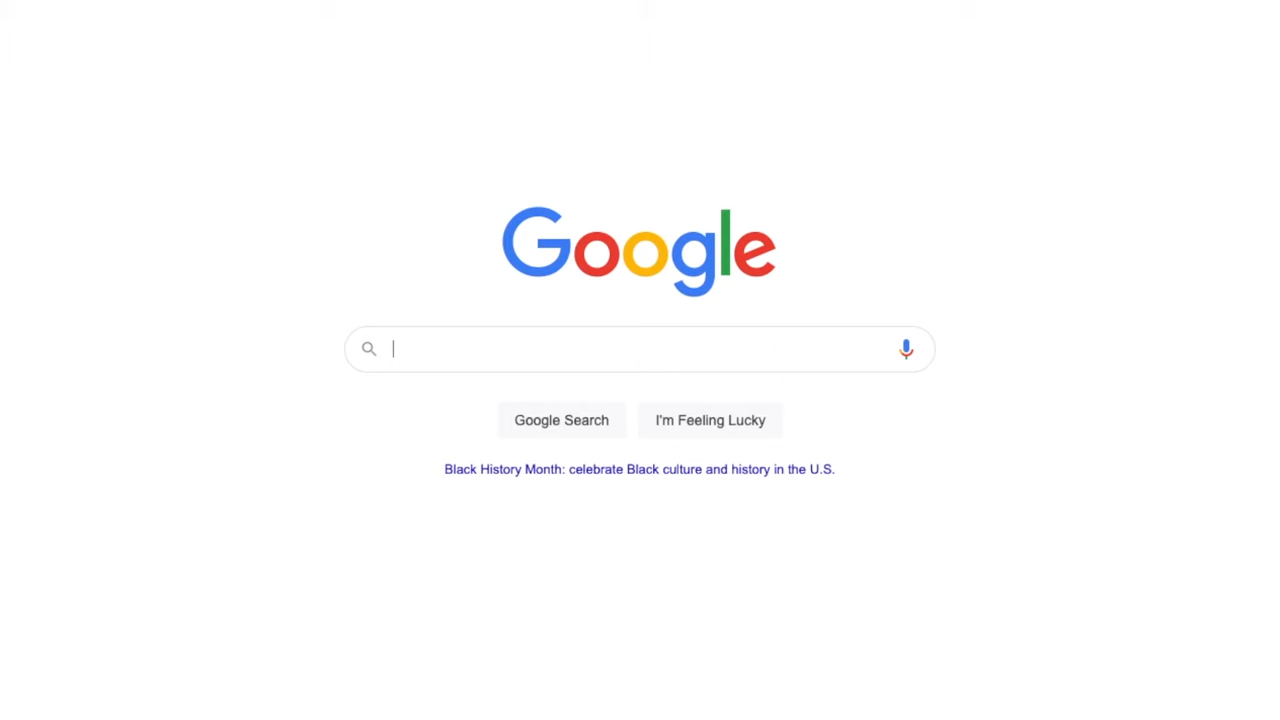 Google
Google Search
I'm Feeling Lucky
Black History Month: celebrate Black culture and history in the U.S.